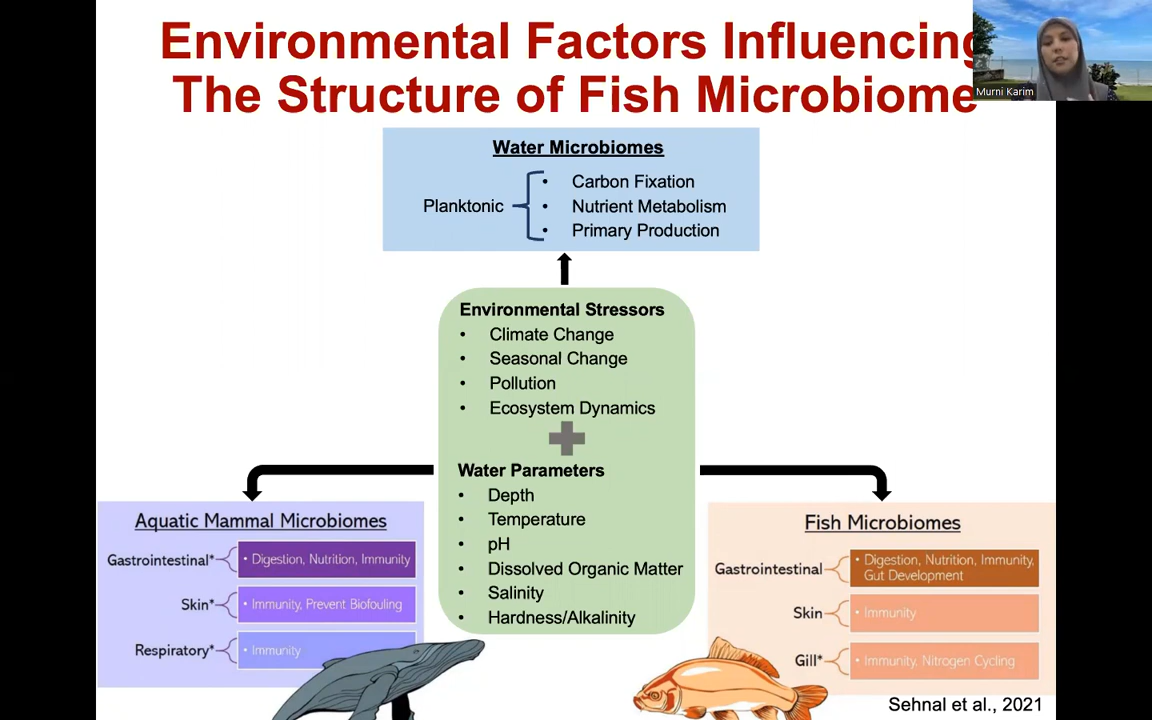 Environmental Factors Influencing
The Structure of Fish Microbiome
Murni Karim
Water Microbiomes
Planktonic
• Carbon Fixation
• Nutrient Metabolism
• Primary Production
Environmental Stressors
• Climate Change
• Seasonal Change
• Pollution
• Ecosystem Dynamics
Water Parameters
• Depth
• Temperature
• pH
• Dissolved Organic Matter
• Salinity
• Hardness/Alkalinity
Aquatic Mammal Microbiomes
Gastrointestinal*
• Digestion, Nutrition, Immunity
Skin*
• Immunity, Prevent Biofouling
Respiratory*
• Immunity
Fish Microbiomes
Gastrointestinal
• Digestion, Nutrition, Immunity,
Gut Development
Skin
• Immunity
Gill*
• Immunity, Nitrogen Cycling
Sehnal et al., 2021